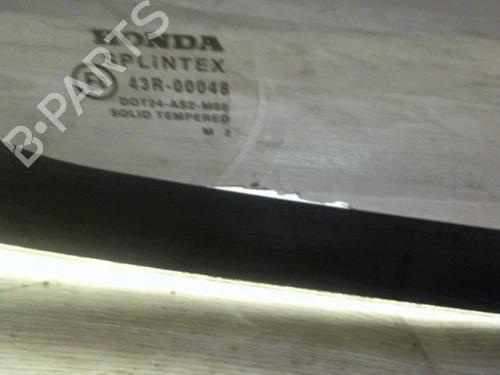 HONDA
SPLiNTEX
43R-00048
DOT24-AS2-M68
SOLID TEMPERED
M 2
B-PARTS